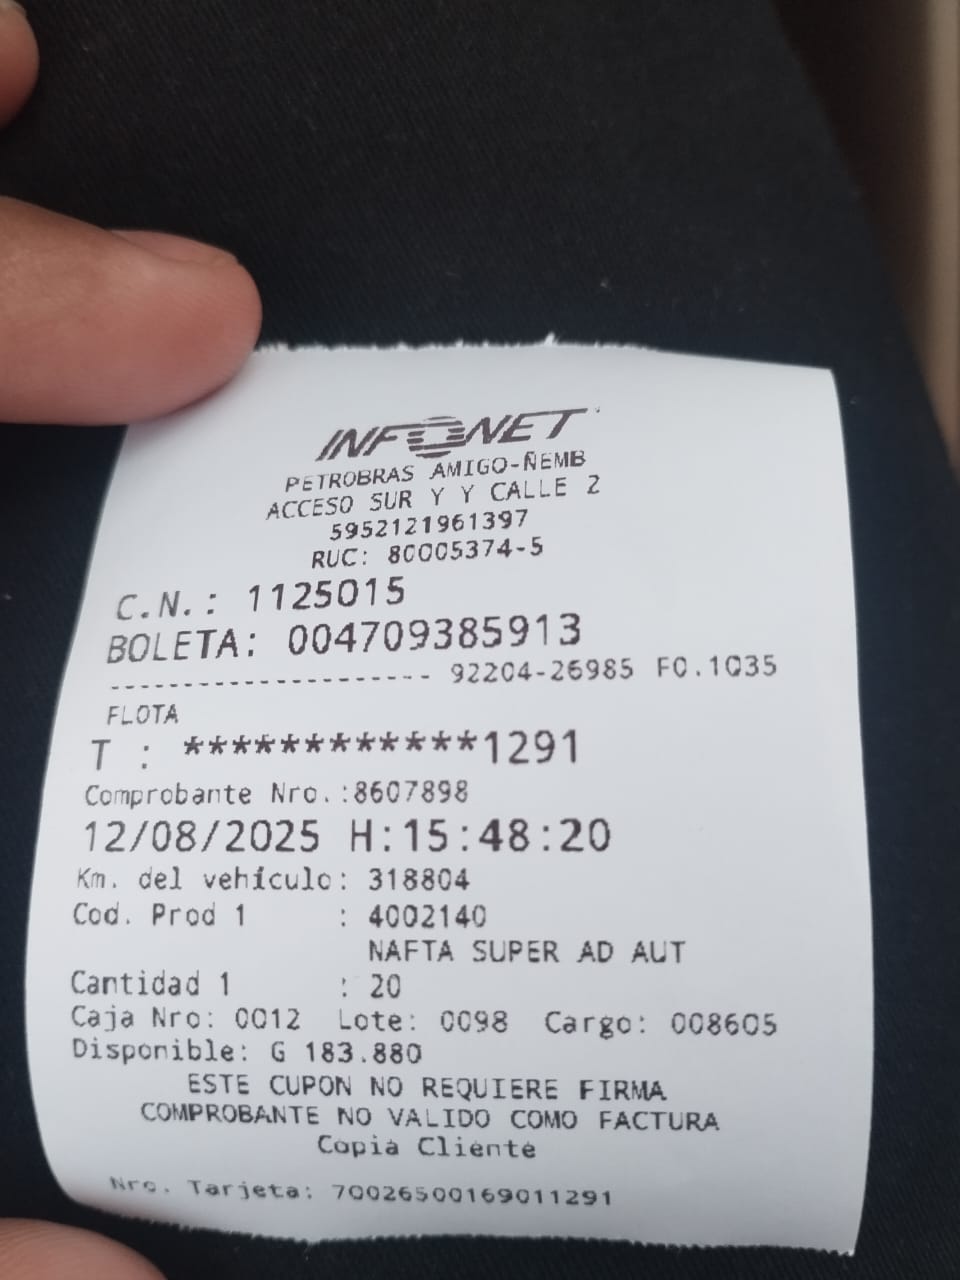 INFONET
PETROBRAS AMIGO-ÑEMB
ACCESO SUR Y Y CALLE 2
5952121961397
RUC: 80005374-5
C.N.: 1125015
BOLETA: 004709385913
--------------------- 92204-26985 F0.1035
FLOTA
T : ************1291
Comprobante Nro.:8607898
12/08/2025 H:15:48:20
Km. del vehículo: 318804
Cod. Prod 1 : 4002140
NAFTA SUPER AD AUT
Cantidad 1 : 20
Caja Nro: 0012 Lote: 0098 Cargo: 008605
Disponible: G 183.880
ESTE CUPON NO REQUIERE FIRMA
COMPROBANTE NO VALIDO COMO FACTURA
Copia Cliente
Nro. Tarjeta: 70026500169011291